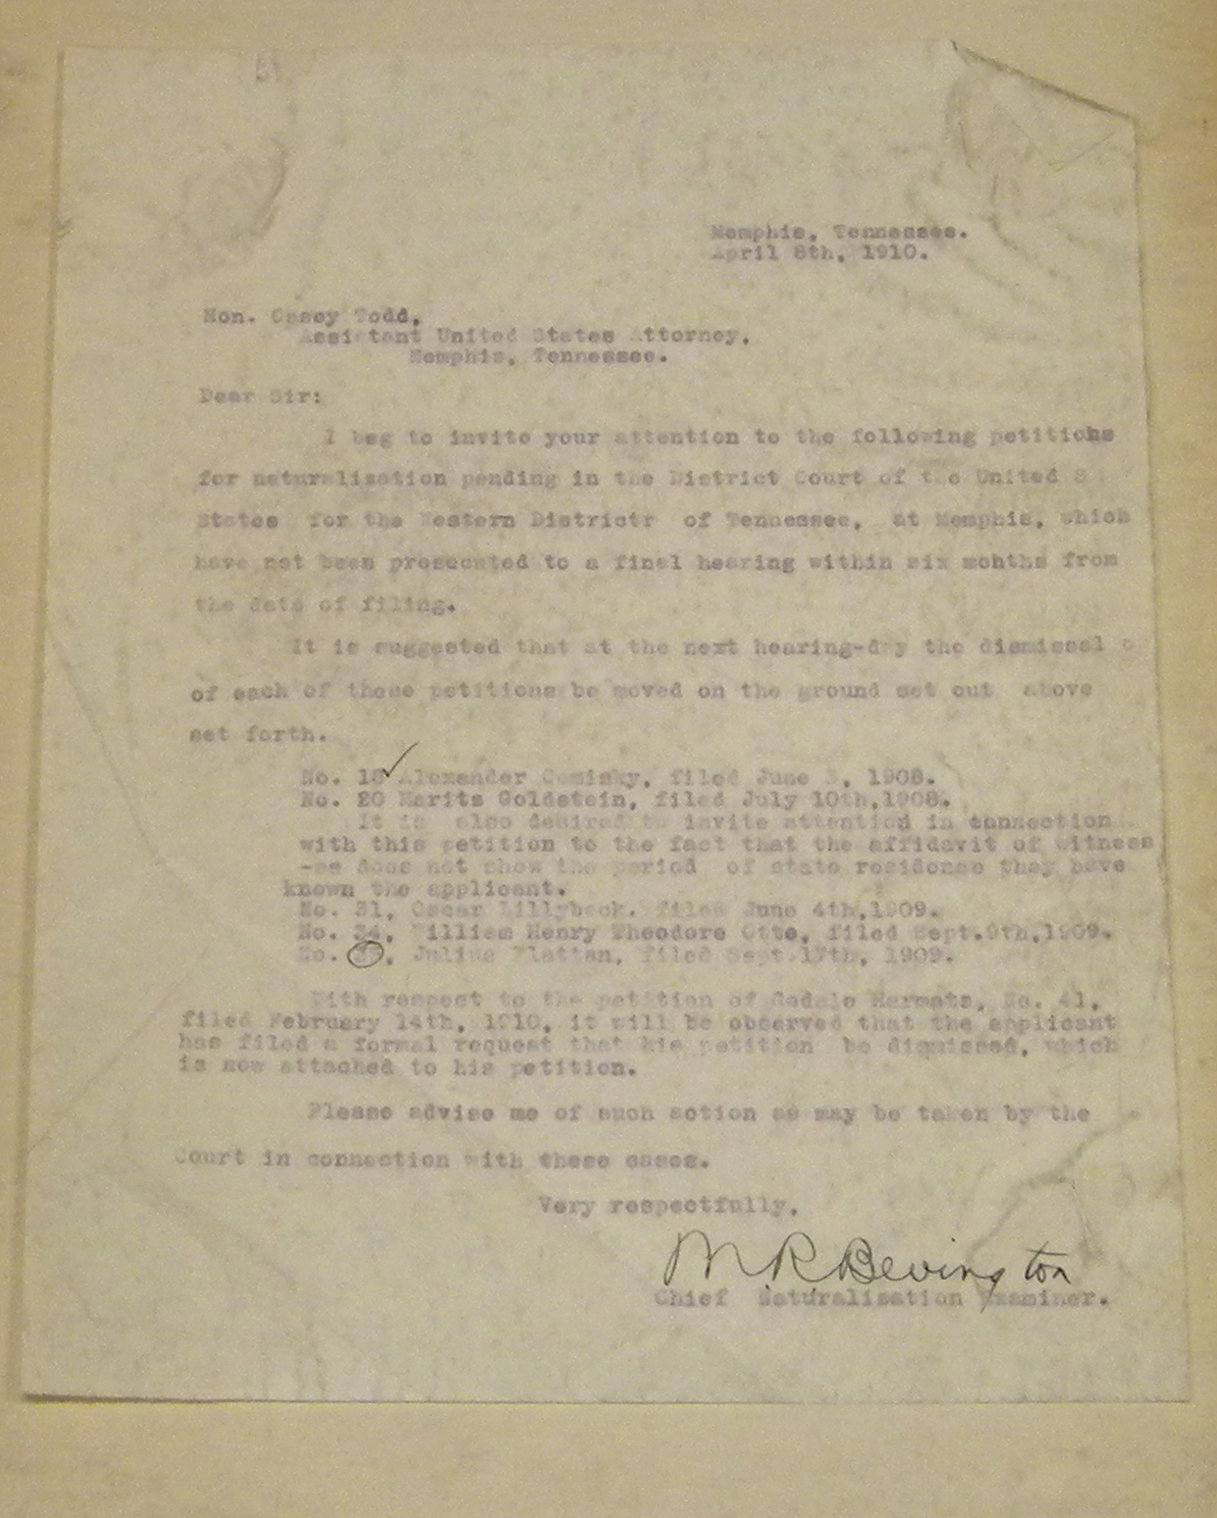 51
Memphis, Tennessee.
April 8th, 1910.
Hon. Casey Todd,
Assistant United States Attorney,
Memphis, Tennessee.
Dear Sir:
I beg to invite your attention to the following petitions
for naturalization pending in the District Court of the United S
States for the Western Districtr of Tennessee, at Memphis, which
have not been prosecuted to a final hearing within six months from
the date of filing.
It is suggested that at the next hearing-day the dismissal o
of each of those petitions be moved on the ground set out above
set forth.
No. 18 Alexander Comisky, filed June 3, 1908.
No. 20 Marits Goldstein, filed July 10th,1908.
It is also desired to invite attention in connection
with this petition to the fact that the affidavit of witness
-es does not show the period of state residence they have
known the applicant.
No. 31, Oscar Lillybeck. filed June 4th,1909.
No. 34, William Henry Theodore Otte, filed Sept.9th,1909.
No. Julius Flattan, filed Sept.17th, 1909.
With respect to the petition of Gedale Harmats, No. 41,
filed February 14th, 1910, it will be observed that the applicant
has filed a formal request that his petition be dismissed, which
is now attached to his petition.
Please advise me of such action as may be taken by the
Court in connection with these cases.
Very respectfully,
M R Bevington
Chief Naturalization Examiner.